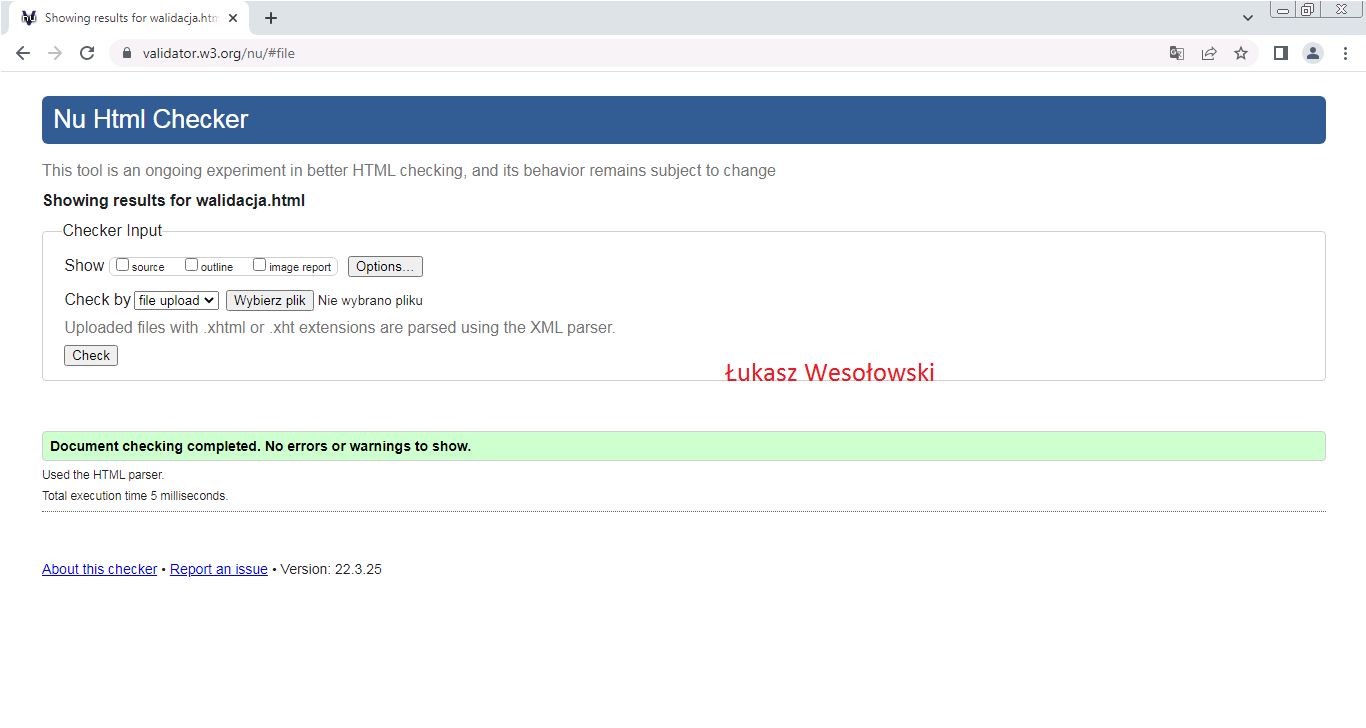 Showing results for walidacja.htm
validator.w3.org/nu/#file
Nu Html Checker
This tool is an ongoing experiment in better HTML checking, and its behavior remains subject to change
Showing results for walidacja.html
Checker Input
Show source outline image report Options...
Check by file upload Wybierz plik Nie wybrano pliku
Uploaded files with .xhtml or .xht extensions are parsed using the XML parser.
Check
Łukasz Wesołowski
Document checking completed. No errors or warnings to show.
Used the HTML parser.
Total execution time 5 milliseconds.
About this checker • Report an issue • Version: 22.3.25